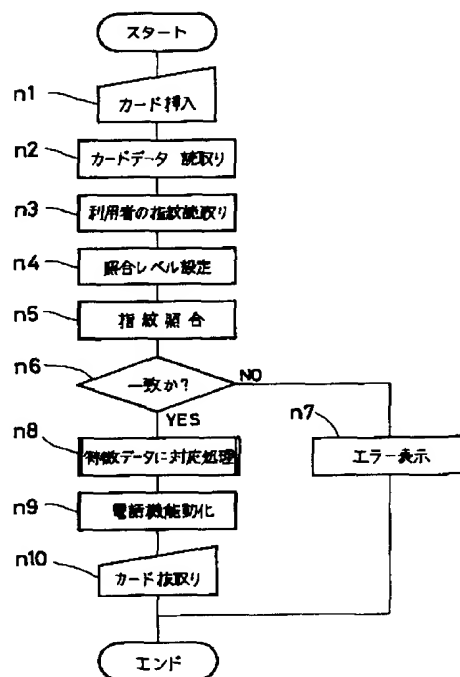 スタート
n1
カード挿入
n2
カードデータ読取り
n3
利用者の指紋読取り
n4
照合レベル設定
n5
指紋照合
n6
一致か?
NO
YES
n7
エラー表示
n8
特徴データに対応処理
n9
電話機能動化
n10
カード抜取り
エンド